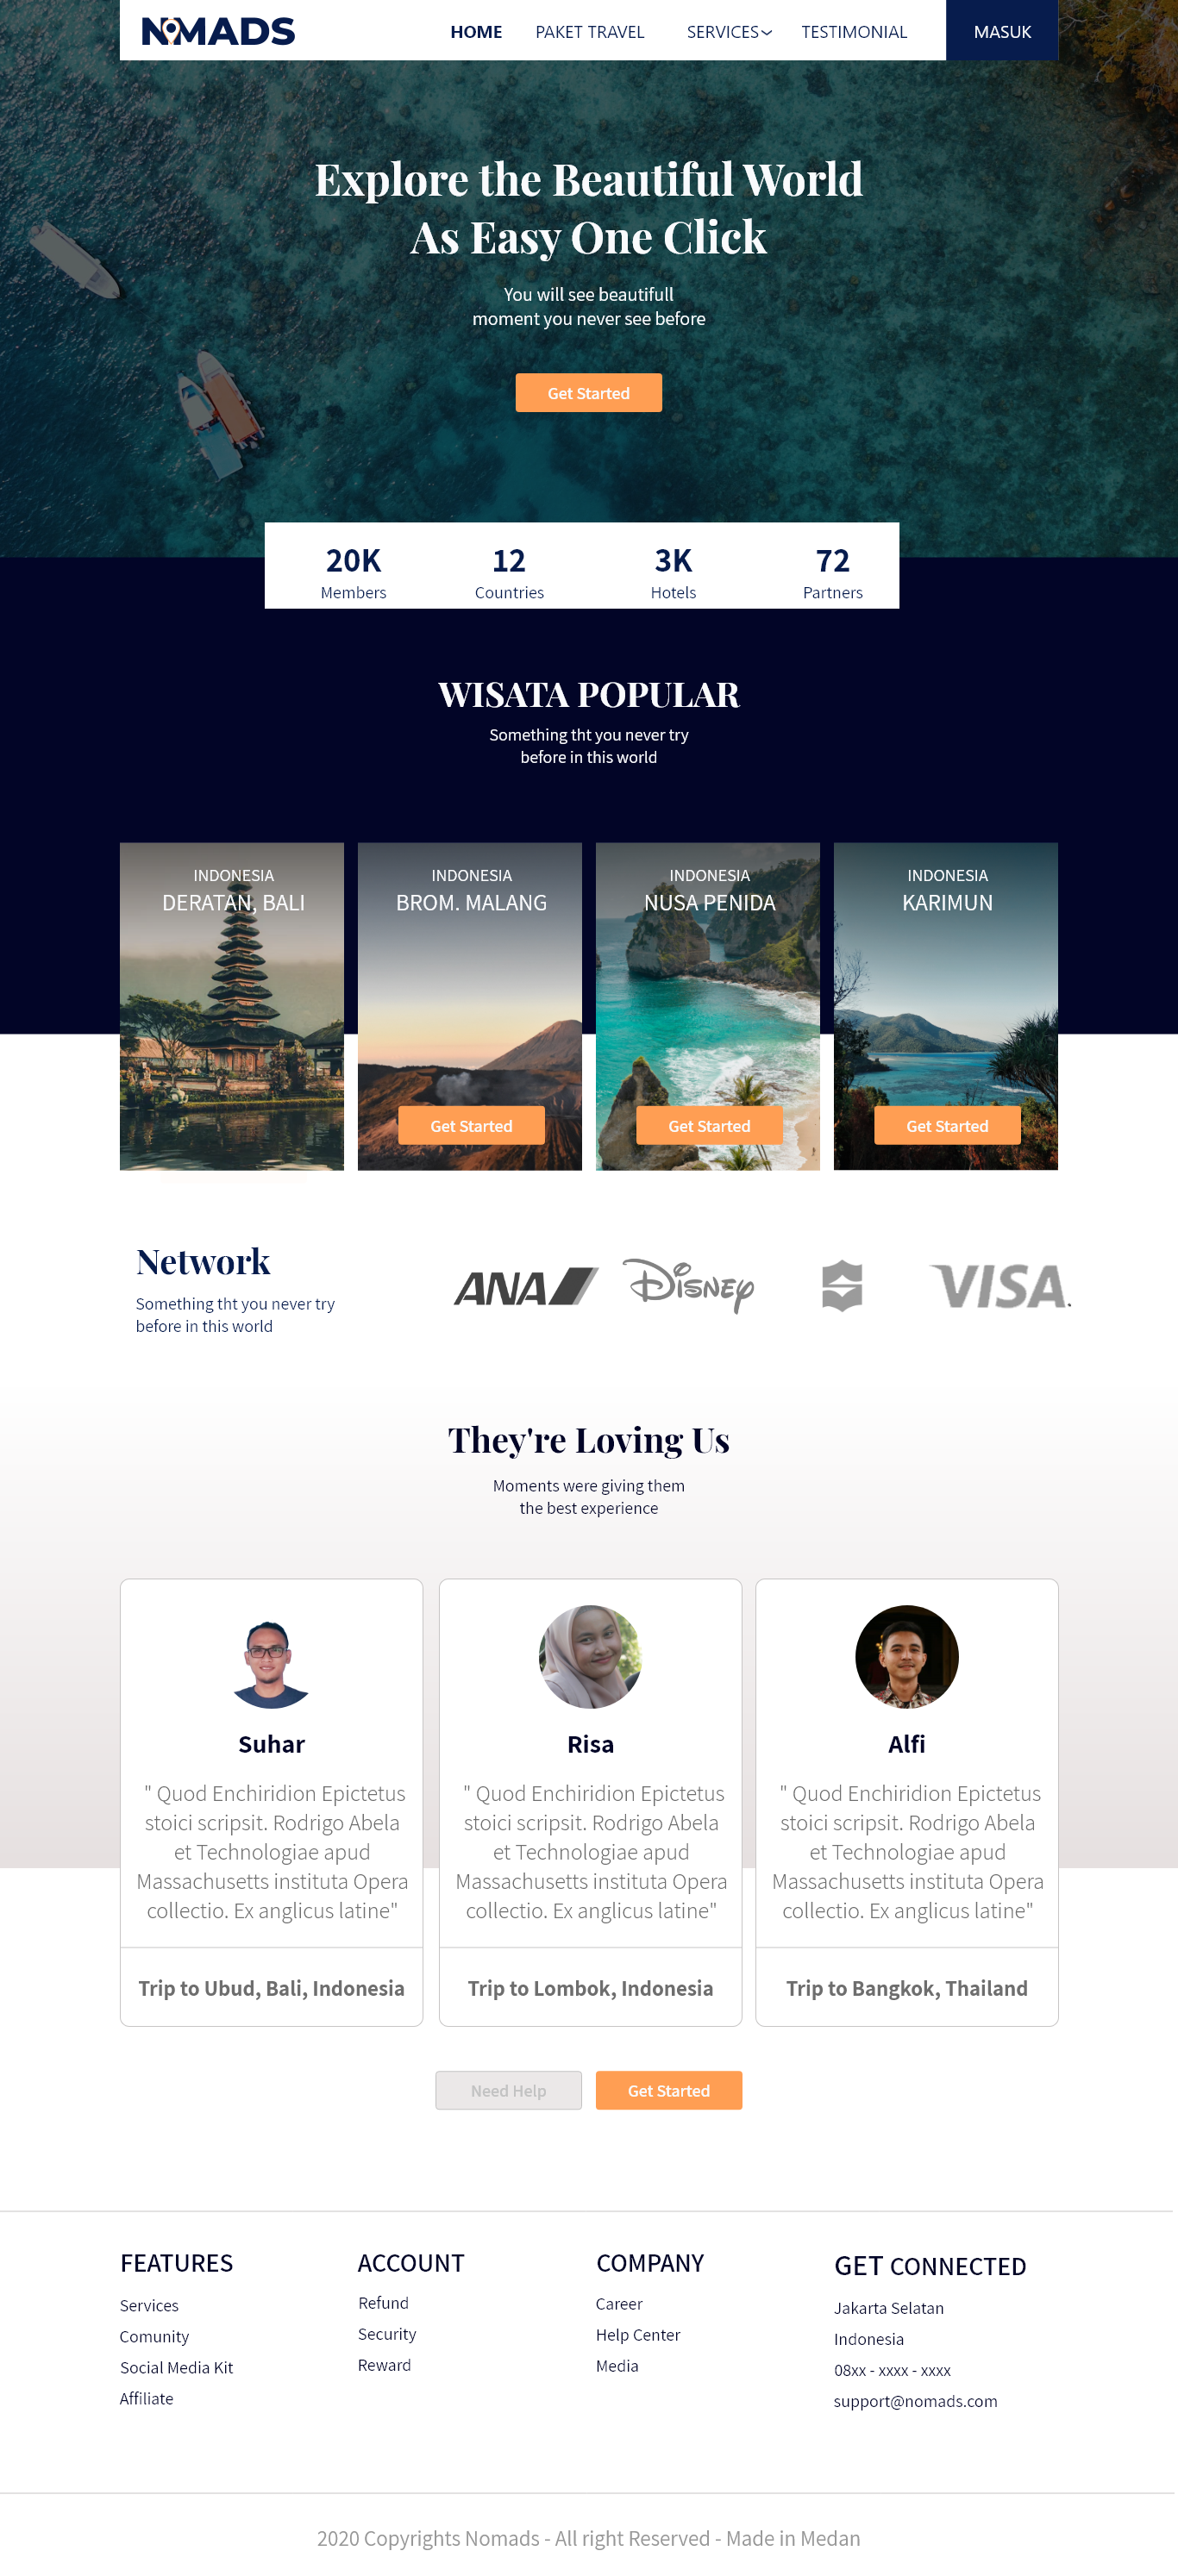 NOMADS
HOME
PAKET TRAVEL
SERVICES
TESTIMONIAL
MASUK
Explore the Beautiful World
As Easy One Click
You will see beautifull
moment you never see before
Get Started
20K
Members
12
Countries
3K
Hotels
72
Partners
WISATA POPULAR
Something tht you never try
before in this world
INDONESIA
DERATAN, BALI
INDONESIA
BROM. MALANG
Get Started
INDONESIA
NUSA PENIDA
Get Started
INDONESIA
KARIMUN
Get Started
Network
Something tht you never try
before in this world
ANA
Disney
VISA
They're Loving Us
Moments were giving them
the best experience
Suhar
" Quod Enchiridion Epictetus
stoici scripsit. Rodrigo Abela
et Technologiae apud
Massachusetts instituta Opera
collectio. Ex anglicus latine"
Trip to Ubud, Bali, Indonesia
Risa
" Quod Enchiridion Epictetus
stoici scripsit. Rodrigo Abela
et Technologiae apud
Massachusetts instituta Opera
collectio. Ex anglicus latine"
Trip to Lombok, Indonesia
Alfi
" Quod Enchiridion Epictetus
stoici scripsit. Rodrigo Abela
et Technologiae apud
Massachusetts instituta Opera
collectio. Ex anglicus latine"
Trip to Bangkok, Thailand
Need Help
Get Started
FEATURES
Services
Comunity
Social Media Kit
Affiliate
ACCOUNT
Refund
Security
Reward
COMPANY
Career
Help Center
Media
GET CONNECTED
Jakarta Selatan
Indonesia
08xx - xxxx - xxxx
support@nomads.com
2020 Copyrights Nomads - All right Reserved - Made in Medan